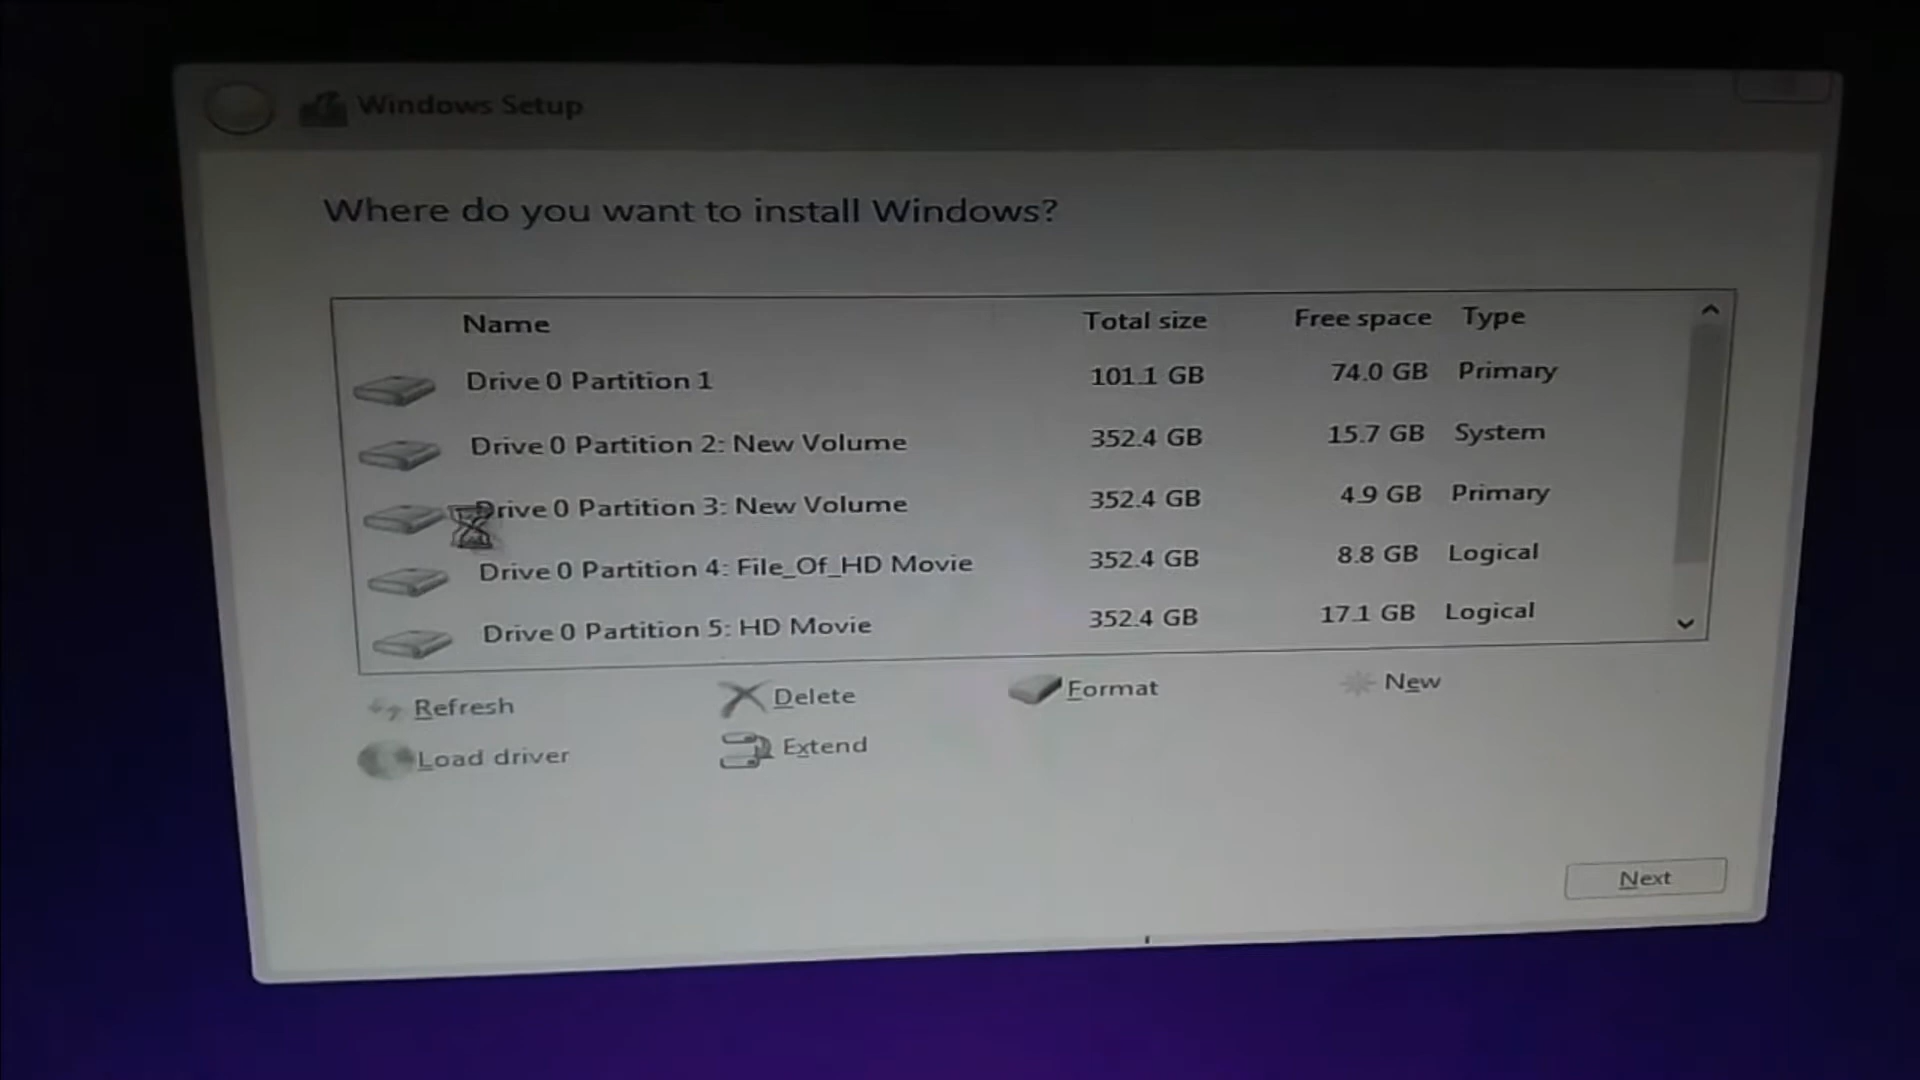 Windows Setup
Where do you want to install Windows?
Name Total size Free space Type
Drive 0 Partition 1 101.1 GB 74.0 GB Primary
Drive 0 Partition 2: New Volume 352.4 GB 15.7 GB System
Drive 0 Partition 3: New Volume 352.4 GB 4.9 GB Primary
Drive 0 Partition 4: File_Of_HD Movie 352.4 GB 8.8 GB Logical
Drive 0 Partition 5: HD Movie 352.4 GB 17.1 GB Logical
Refresh Delete Format New
Load driver Extend
Next